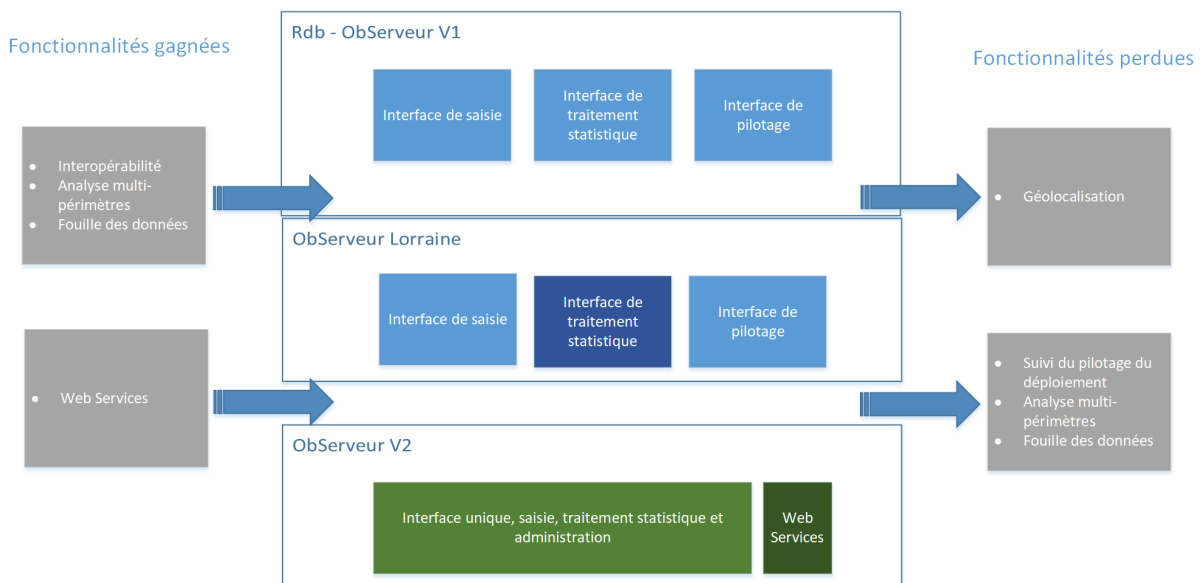 Fonctionnalités gagnées
Fonctionnalités perdues
Rdb - ObServeur V1
Interface de saisie
Interface de
traitement
statistique
Interface de
pilotage
• Interopérabilité
• Analyse multi-
périmètres
• Fouille des données
• Géolocalisation
ObServeur Lorraine
Interface de saisie
Interface de
traitement
statistique
Interface de
pilotage
• Web Services
• Suivi du pilotage du
déploiement
• Analyse multi-
périmètres
• Fouille des données
ObServeur V2
Interface unique, saisie, traitement statistique et
administration
Web
Services